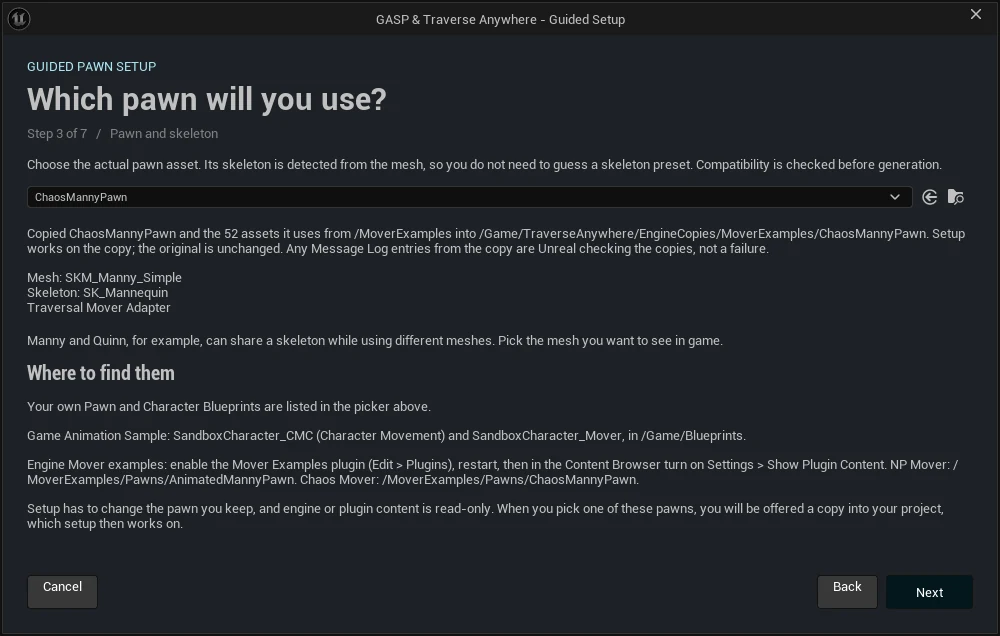 GASP & Traverse Anywhere - Guided Setup
GUIDED PAWN SETUP
Which pawn will you use?
Step 3 of 7 / Pawn and skeleton
Choose the actual pawn asset. Its skeleton is detected from the mesh, so you do not need to guess a skeleton preset. Compatibility is checked before generation.
ChaosMannyPawn
Copied ChaosMannyPawn and the 52 assets it uses from /MoverExamples into /Game/TraverseAnywhere/EngineCopies/MoverExamples/ChaosMannyPawn. Setup
works on the copy; the original is unchanged. Any Message Log entries from the copy are Unreal checking the copies, not a failure.
Mesh: SKM_Manny_Simple
Skeleton: SK_Mannequin
Traversal Mover Adapter
Manny and Quinn, for example, can share a skeleton while using different meshes. Pick the mesh you want to see in game.
Where to find them
Your own Pawn and Character Blueprints are listed in the picker above.
Game Animation Sample: SandboxCharacter_CMC (Character Movement) and SandboxCharacter_Mover, in /Game/Blueprints.
Engine Mover examples: enable the Mover Examples plugin (Edit > Plugins), restart, then in the Content Browser turn on Settings > Show Plugin Content. NP Mover: /
MoverExamples/Pawns/AnimatedMannyPawn. Chaos Mover: /MoverExamples/Pawns/ChaosMannyPawn.
Setup has to change the pawn you keep, and engine or plugin content is read-only. When you pick one of these pawns, you will be offered a copy into your project,
which setup then works on.
Cancel
Back
Next